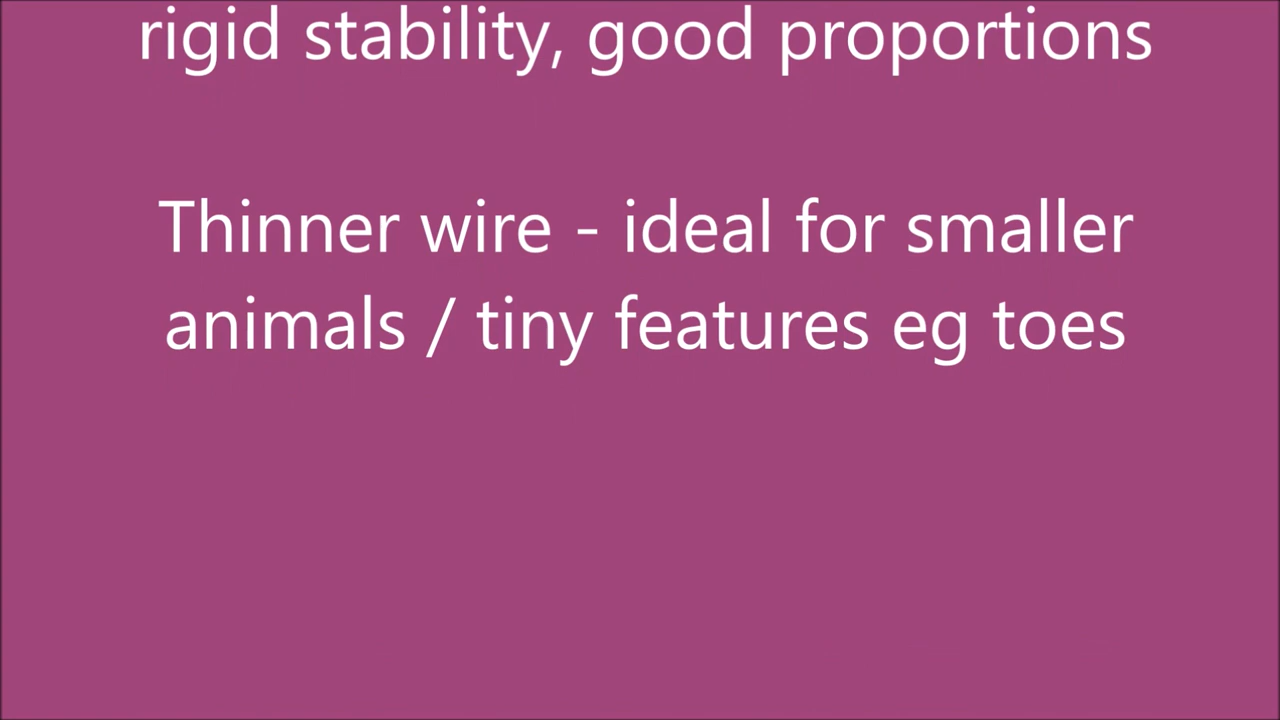 rigid stability, good proportions
Thinner wire - ideal for smaller
animals / tiny features eg toes